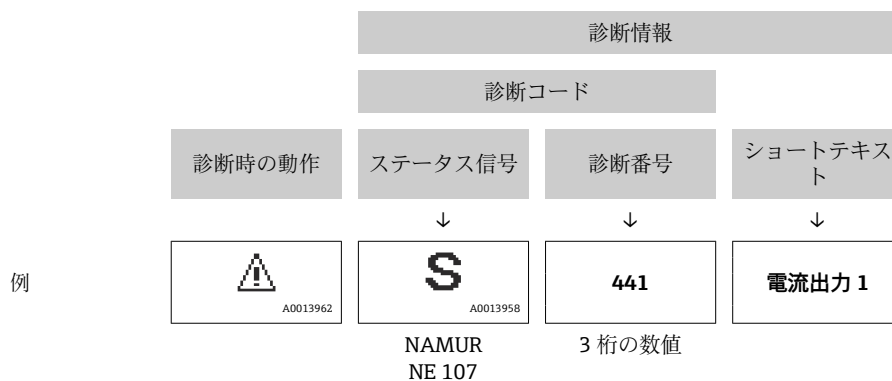 診断情報
診断コード
診断時の動作
ステータス信号
診断番号
ショートテキス
ト
↓ ↓ ↓
例
A0013962
S
A0013958
441
電流出力 1
NAMUR
NE 107
3 桁の数値